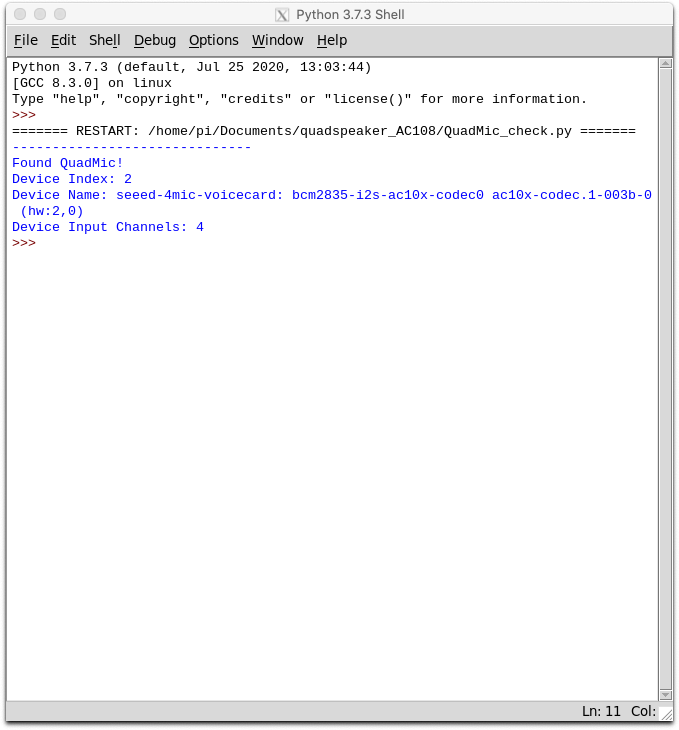 Python 3.7.3 Shell
File Edit Shell Debug Options Window Help
Python 3.7.3 (default, Jul 25 2020, 13:03:44)
[GCC 8.3.0] on linux
Type "help", "copyright", "credits" or "license()" for more information.
>>>
======= RESTART: /home/pi/Documents/quadspeaker_AC108/QuadMic_check.py =======
------------------------------
Found QuadMic!
Device Index: 2
Device Name: seeed-4mic-voicecard: bcm2835-i2s-ac10x-codec0 ac10x-codec.1-003b-0
 (hw:2,0)
Device Input Channels: 4
>>>
Ln: 11 Col: